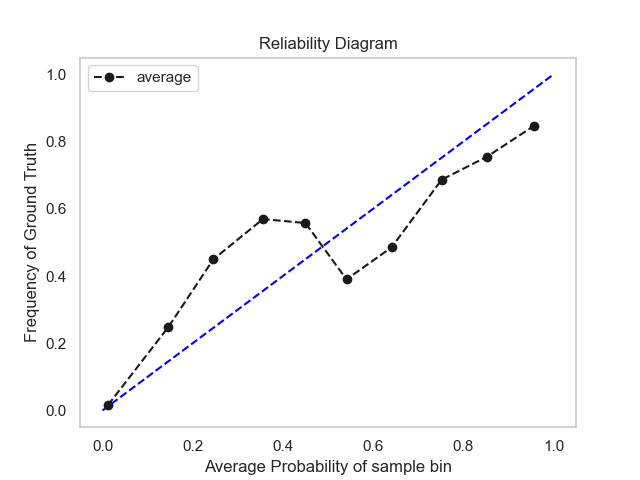 Reliability Diagram
average
Frequency of Ground Truth
1.0
0.8
0.6
0.4
0.2
0.0
0.0 0.2 0.4 0.6 0.8 1.0
Average Probability of sample bin